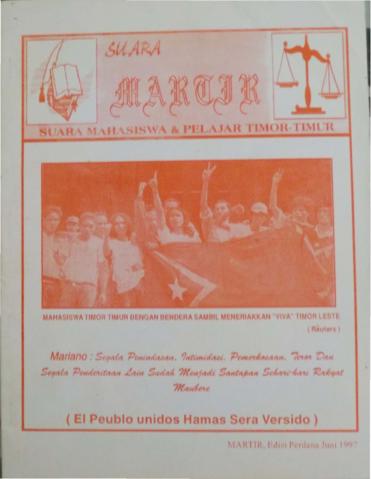 SUARA
MARTIR
SUARA MAHASISWA & PELAJAR TIMOR-TIMUR
MAHASISWA TIMOR TIMUR DENGAN BENDERA SAMBIL MENERIAKKAN "VIVA" TIMOR LESTE
( Reuters )
Mariano : Segala Penindasan, Intimidasi, Pemerkosaan, Teror Dan
Segala Penderitaan Lain Sudah Menjadi Santapan Sehari-hari Rakyat
Maubere
( El Peublo unidos Hamas Sera Versido )
MARTIR, Edisi Perdana Juni 1997